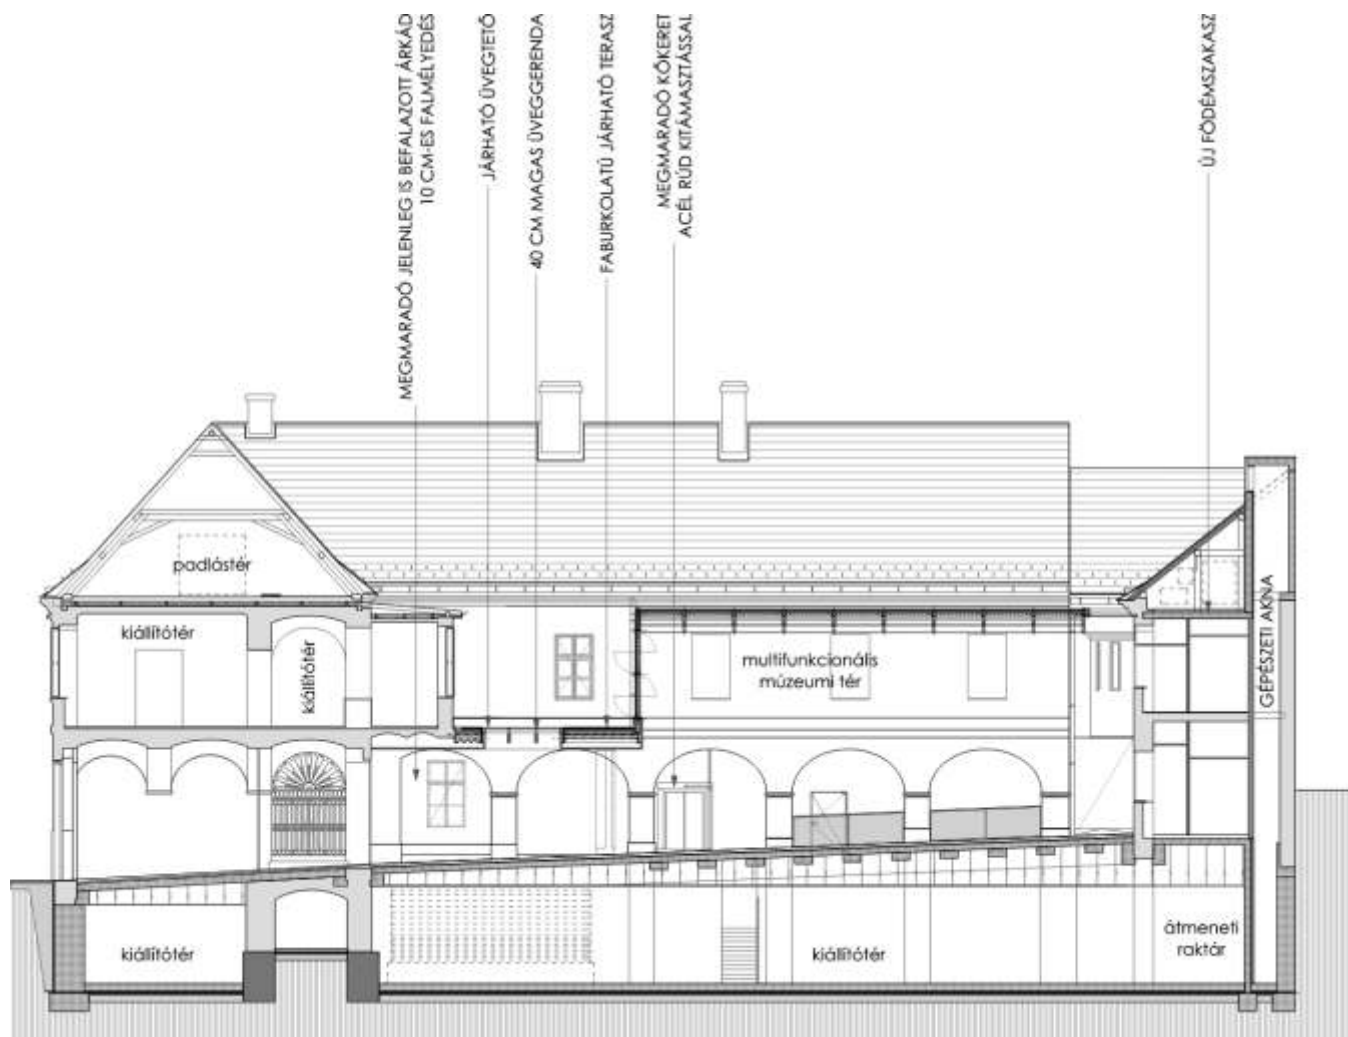 MEGMARADÓ JELENLEG IS BEFALAZOTT ÁRKÁD
10 CM-ES FALMÉLYEDÉS
JÁRHATÓ ÜVEGTETŐ
40 CM MAGAS ÜVEGGERENDA
FABURKOLATÚ JÁRHATÓ TERASZ
MEGMARADÓ KŐKERET
ACÉL RÚD KITÁMASZTÁSSAL
ÚJ FÖDÉMSZAKASZ
padlástér
kiállítótér
kiállítótér
multifunkcionális
múzeumi tér
GÉPÉSZETI AKNA
kiállítótér
kiállítótér
átmeneti
raktár